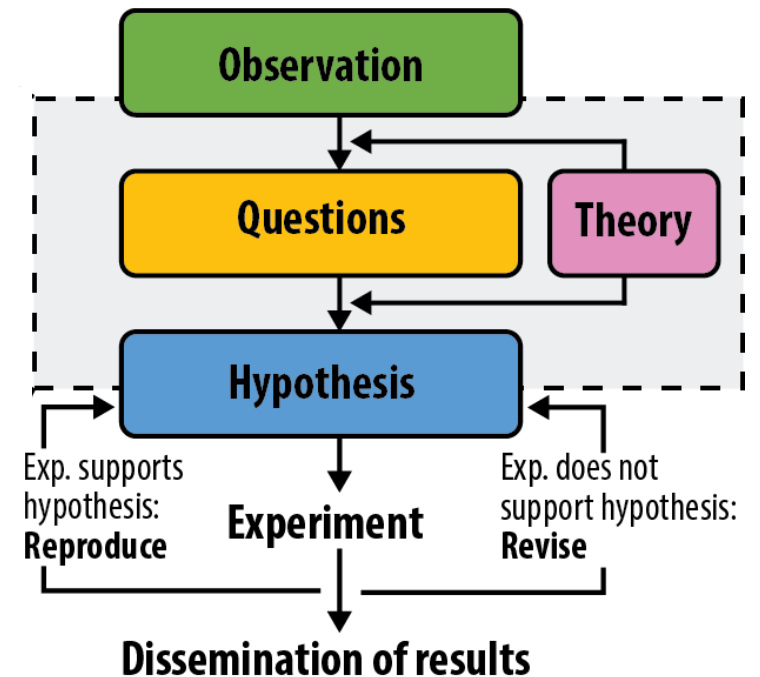 Observation
Questions
Theory
Hypothesis
Exp. supports
hypothesis:
Reproduce
Experiment
Exp. does not
support hypothesis:
Revise
Dissemination of results